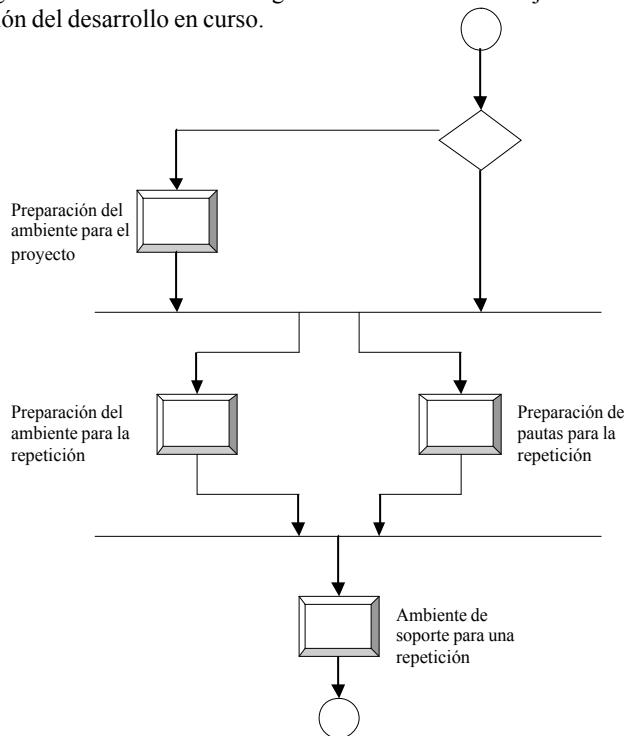 ión del desarrollo en curso.
Preparación del
ambiente para el
proyecto
Preparación del
ambiente para la
repetición
Preparación de
pautas para la
repetición
Ambiente de
soporte para una
repetición